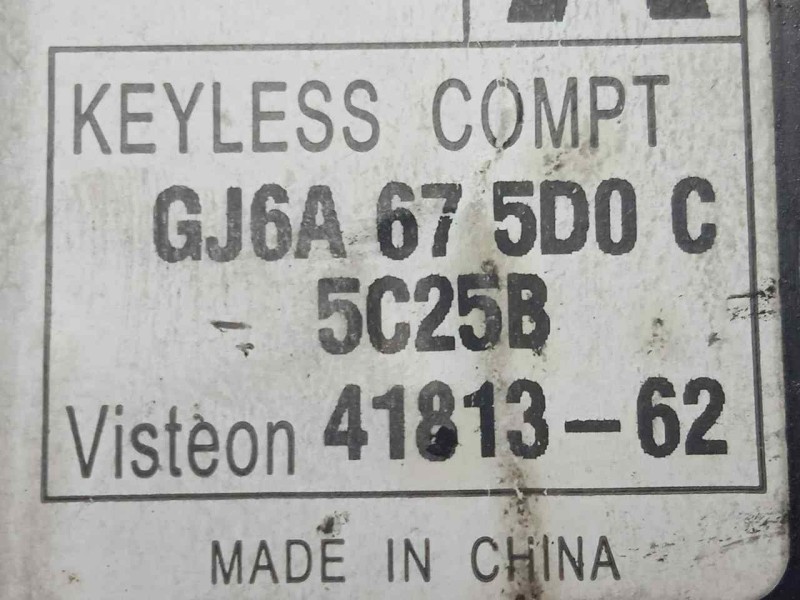 KEYLESS COMPT
GJ6A 67 5D0 C
5C25B
Visteon 41813-62
MADE IN CHINA